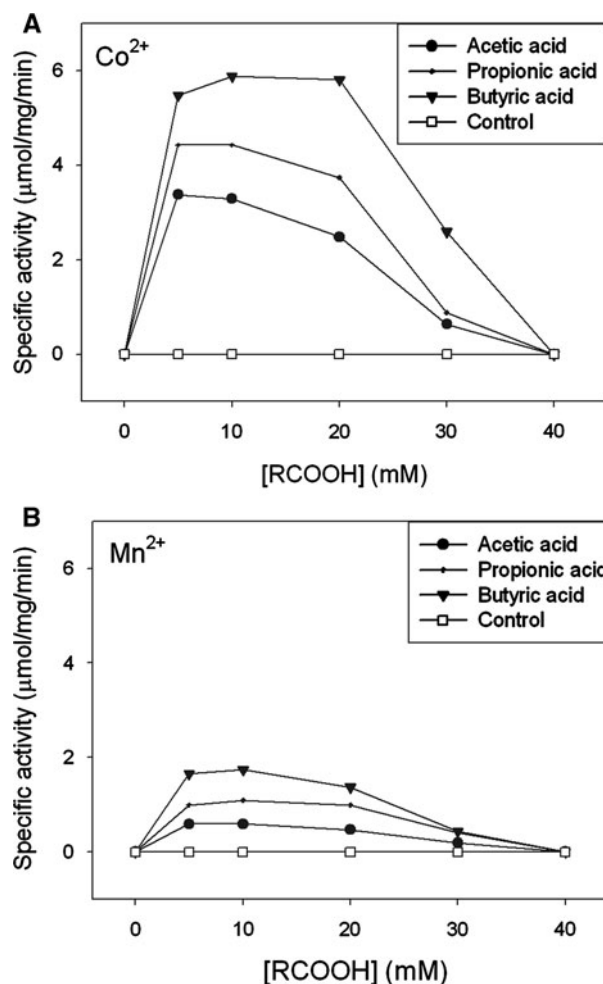 A
Co2+
Acetic acid
Propionic acid
Butyric acid
Control
Specific activity (μmol/mg/min)
6
4
2
0
0 10 20 30 40
[RCOOH] (mM)
B
Mn2+
Acetic acid
Propionic acid
Butyric acid
Control
Specific activity (μmol/mg/min)
6
4
2
0
0 10 20 30 40
[RCOOH] (mM)